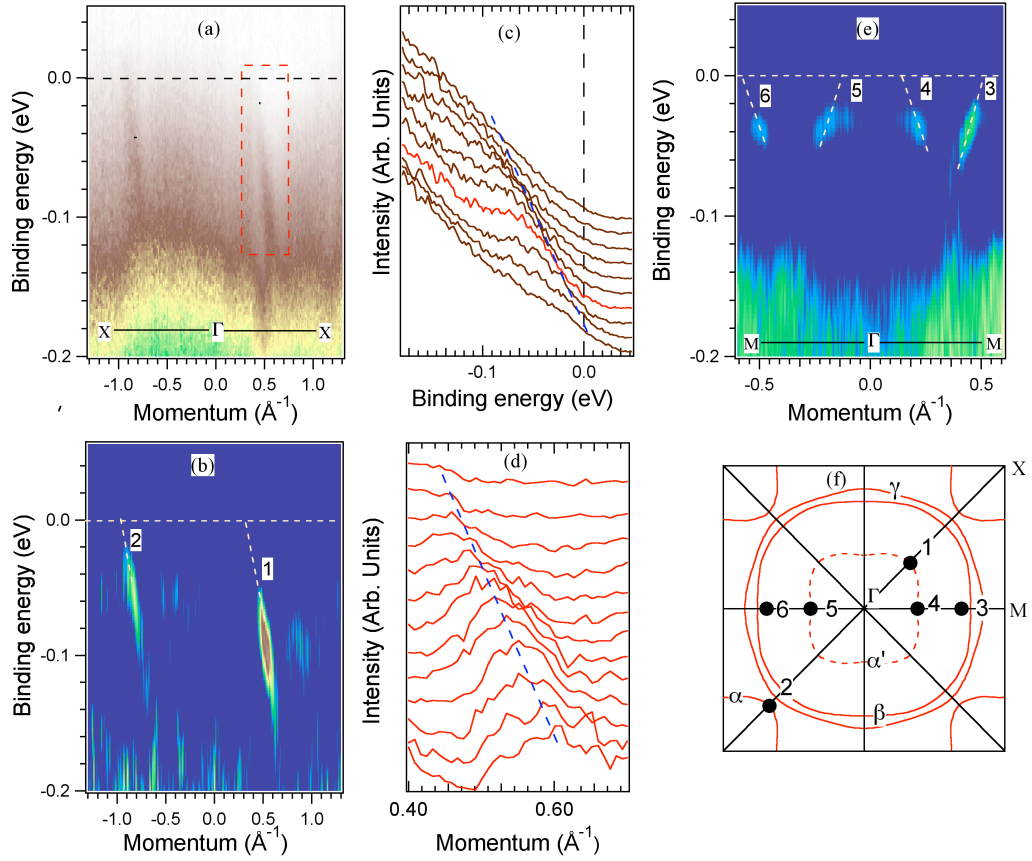 (a)
Binding energy (eV)
0.0
-0.1
-0.2
X Γ X
-1.0 -0.5 0.0 0.5 1.0
Momentum (Å-1)
(c)
Intensity (Arb. Units)
-0.1 0.0
Binding energy (eV)
(e)
Binding energy (eV)
0.0
-0.1
-0.2
6 5 4 3
M Γ M
-0.5 0.0 0.5
Momentum (Å-1)
(b)
Binding energy (eV)
0.0
-0.1
-0.2
2 1
-1.0 -0.5 0.0 0.5 1.0
Momentum (Å-1)
(d)
Intensity (Arb. Units)
0.40 0.60
Momentum (Å-1)
(f)
X
γ
1
Γ
M
6 5 4 3
α'
α 2
β